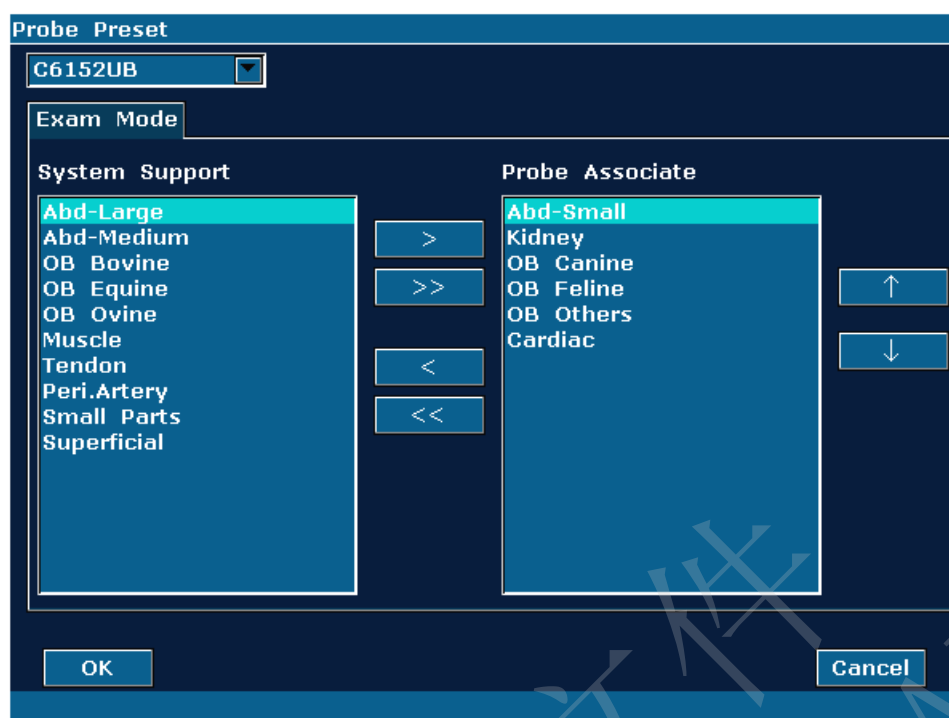 Probe Preset
C6152UB
Exam Mode
System Support
Abd-Large
Abd-Medium
OB Bovine
OB Equine
OB Ovine
Muscle
Tendon
Peri.Artery
Small Parts
Superficial
>
>>
<
<<
Probe Associate
Abd-Small
Kidney
OB Canine
OB Feline
OB Others
Cardiac
↑
↓
OK
Cancel